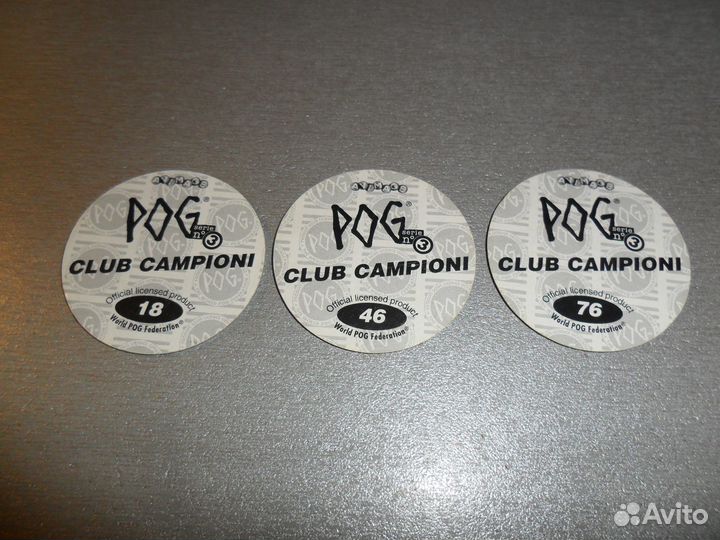 POG®
serie
n° 3
CLUB CAMPIONI
Official licensed product
18
World POG Federation®
POG®
serie
n° 3
CLUB CAMPIONI
Official licensed product
46
World POG Federation®
POG®
serie
n° 3
CLUB CAMPIONI
Official licensed product
76
World POG Federation®
Avito